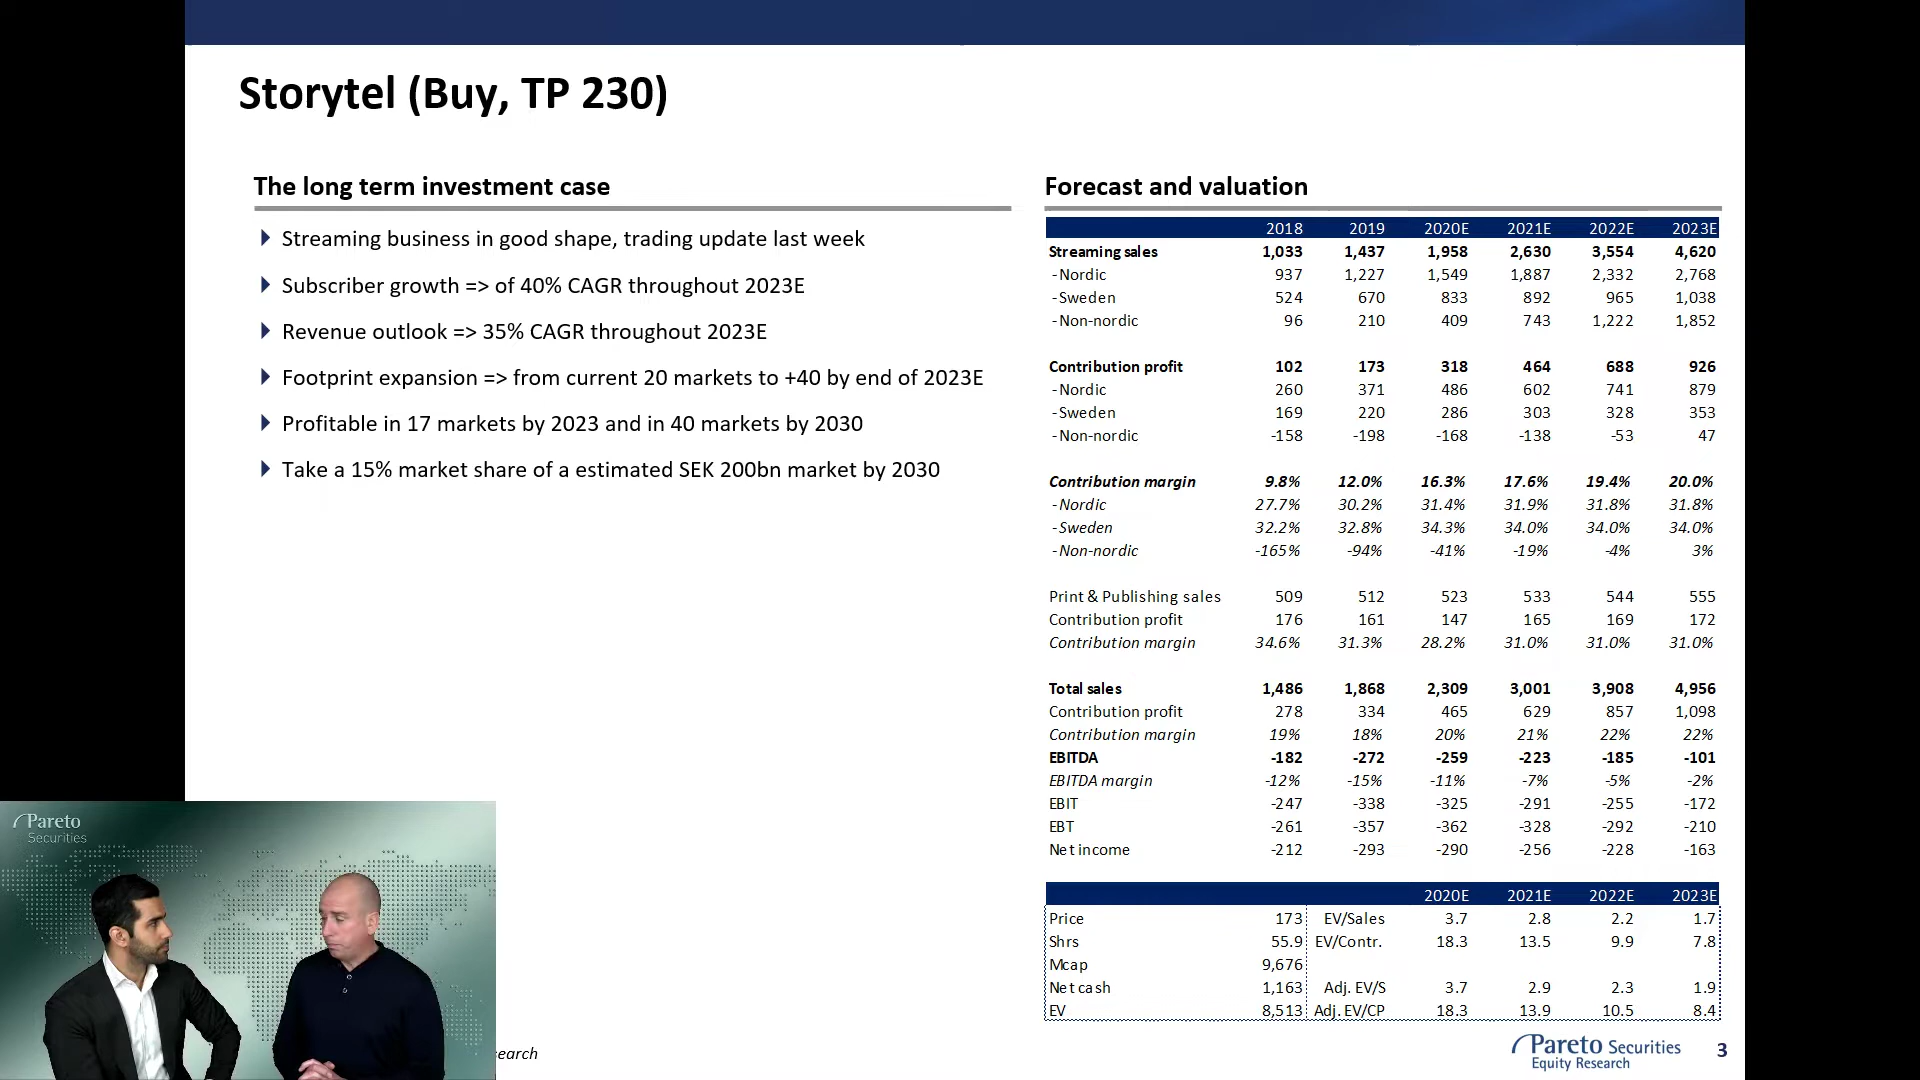 Storytel (Buy, TP 230)
The long term investment case
Streaming business in good shape, trading update last week
Subscriber growth => of 40% CAGR throughout 2023E
Revenue outlook => 35% CAGR throughout 2023E
Footprint expansion => from current 20 markets to +40 by end of 2023E
Profitable in 17 markets by 2023 and in 40 markets by 2030
Take a 15% market share of a estimated SEK 200bn market by 2030
Forecast and valuation
2018 2019 2020E 2021E 2022E 2023E
Streaming sales 1,033 1,437 1,958 2,630 3,554 4,620
-Nordic 937 1,227 1,549 1,887 2,332 2,768
-Sweden 524 670 833 892 965 1,038
-Non-nordic 96 210 409 743 1,222 1,852
Contribution profit 102 173 318 464 688 926
-Nordic 260 371 486 602 741 879
-Sweden 169 220 286 303 328 353
-Non-nordic -158 -198 -168 -138 -53 47
Contribution margin 9.8% 12.0% 16.3% 17.6% 19.4% 20.0%
-Nordic 27.7% 30.2% 31.4% 31.9% 31.8% 31.8%
-Sweden 32.2% 32.8% 34.3% 34.0% 34.0% 34.0%
-Non-nordic -165% -94% -41% -19% -4% 3%
Print & Publishing sales 509 512 523 533 544 555
Contribution profit 176 161 147 165 169 172
Contribution margin 34.6% 31.3% 28.2% 31.0% 31.0% 31.0%
Total sales 1,486 1,868 2,309 3,001 3,908 4,956
Contribution profit 278 334 465 629 857 1,098
Contribution margin 19% 18% 20% 21% 22% 22%
EBITDA -182 -272 -259 -223 -185 -101
EBITDA margin -12% -15% -11% -7% -5% -2%
EBIT -247 -338 -325 -291 -255 -172
EBT -261 -357 -362 -328 -292 -210
Net income -212 -293 -290 -256 -228 -163
2020E 2021E 2022E 2023E
Price 173 EV/Sales 3.7 2.8 2.2 1.7
Shrs 55.9 EV/Contr. 18.3 13.5 9.9 7.8
Mcap 9,676
Net cash 1,163 Adj. EV/S 3.7 2.9 2.3 1.9
EV 8,513 Adj. EV/CP 18.3 13.9 10.5 8.4
Pareto
Securities
earch
Pareto Securities
Equity Research
3